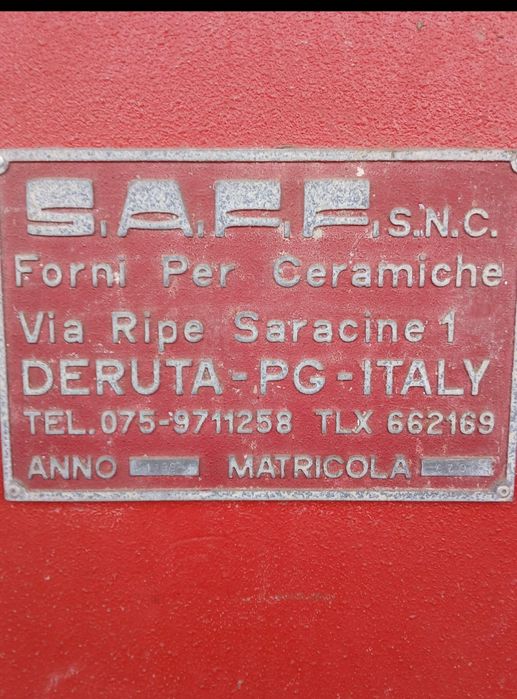 S.A.F.F. S.N.C.
Forni Per Ceramiche
Via Ripe Saracine 1
DERUTA-PG-ITALY
TEL. 075-9711258 TLX 662169
ANNO MATRICOLA